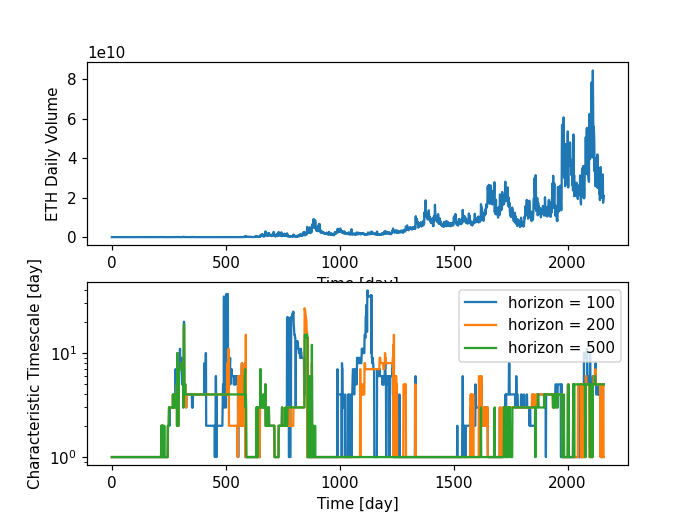 1e10
8
6
4
2
0
ETH Daily Volume
0 500 1000 1500 2000
Time [day]
Characteristic Timescale [day]
10¹
10⁰
horizon = 100
horizon = 200
horizon = 500
0 500 1000 1500 2000
Time [day]